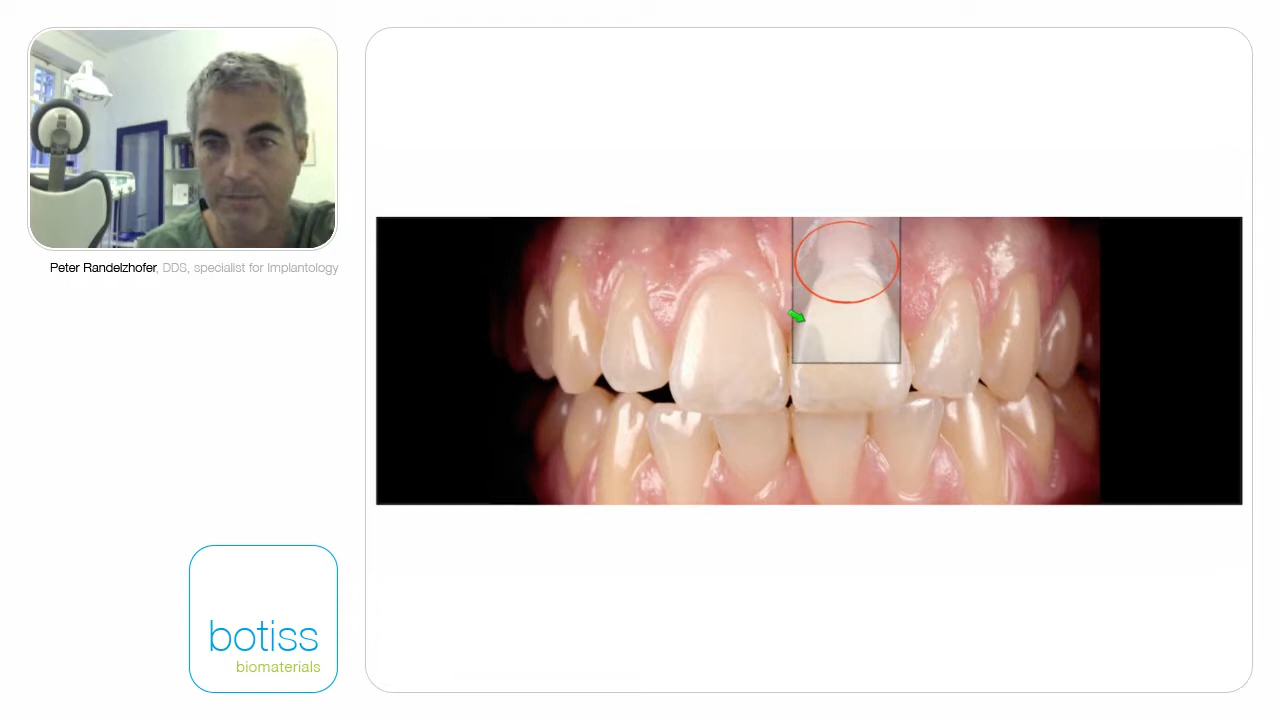 Peter Randelzhofer, DDS, specialist for Implantology
botiss
biomaterials